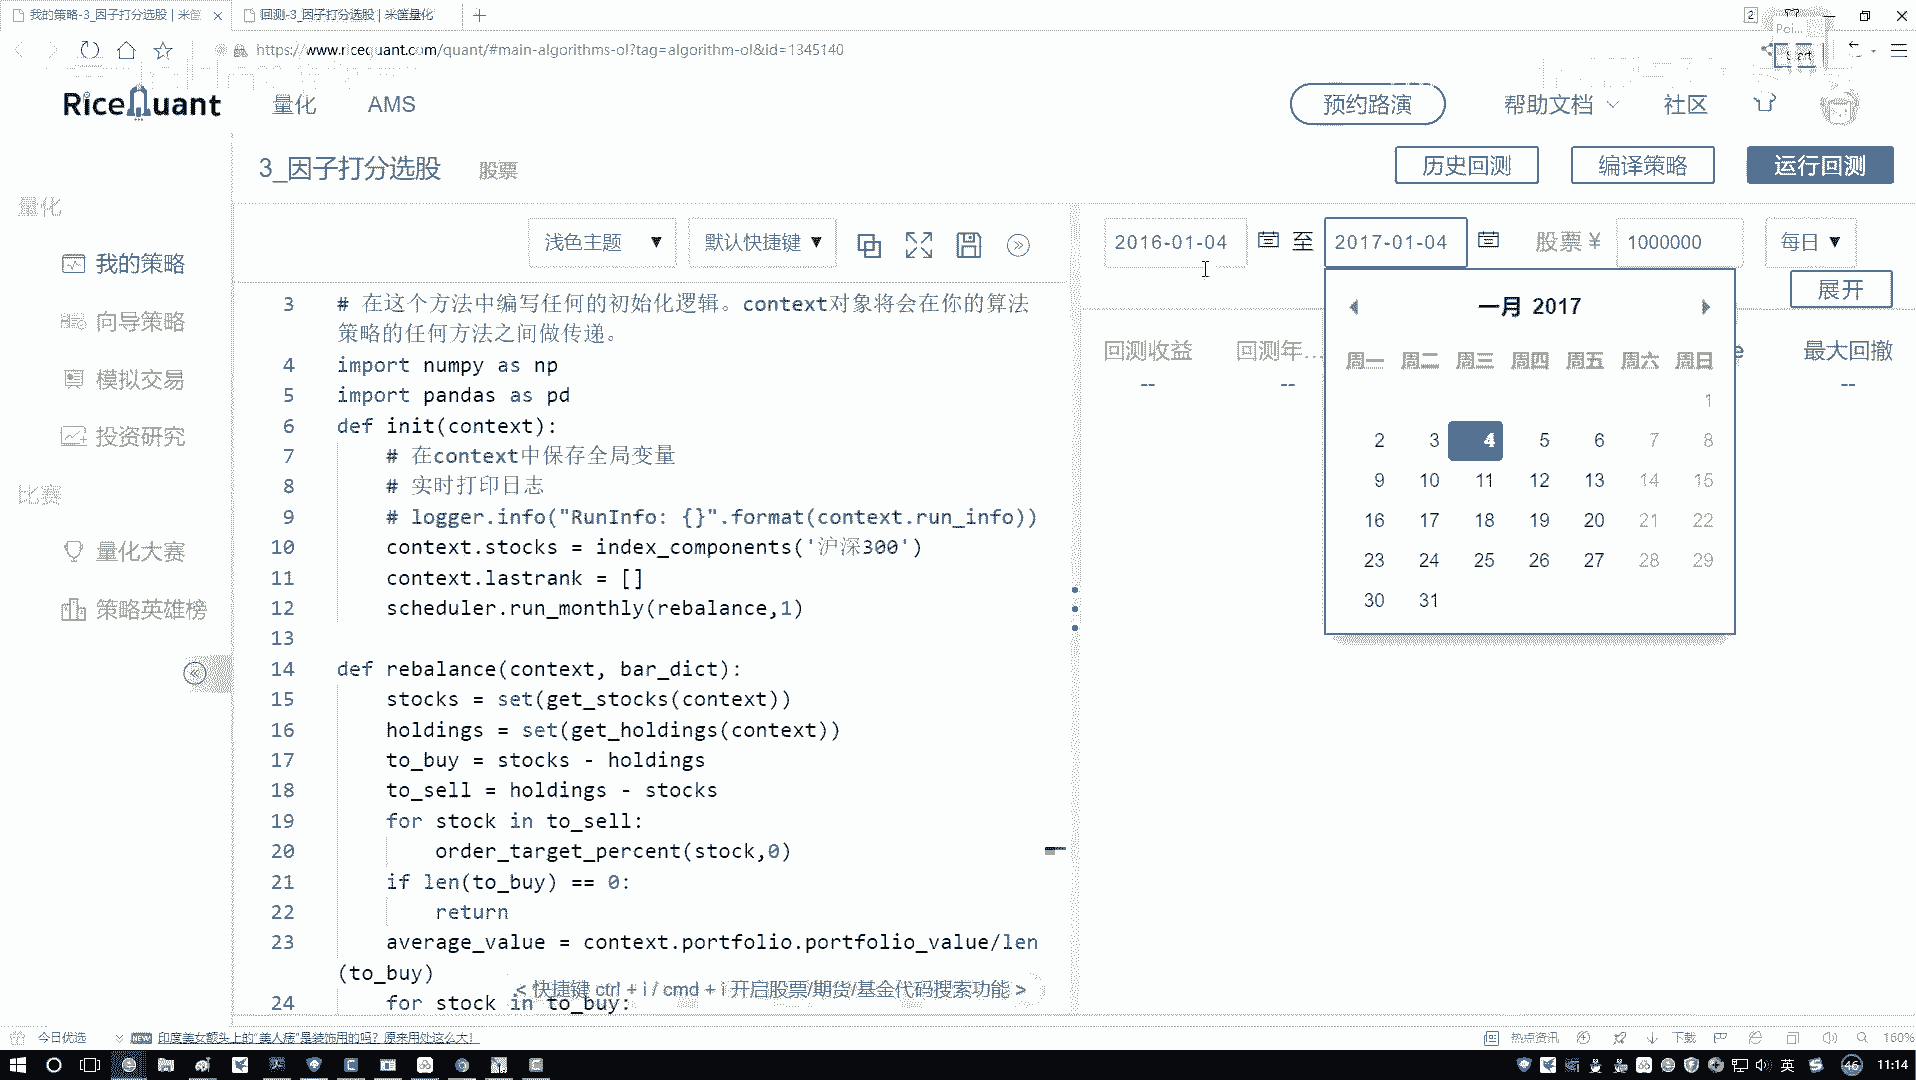 我的策略-3_因子打分选股 | 米筐
回测-3_因子打分选股 | 米筐量化
2
https://www.ricequant.com/quant/#main-algorithms-ol?tag=algorithm-ol&id=1345140
Poi...
RiceQuant
量化
AMS
预约路演
帮助文档
社区
3_因子打分选股
股票
历史回测
编译策略
运行回测
量化
我的策略
向导策略
模拟交易
投资研究
比赛
量化大赛
策略英雄榜
浅色主题 ▼
默认快捷键 ▼
2016-01-04
至
2017-01-04
股票 ¥
1000000
每日 ▼
展开
3 # 在这个方法中编写任何的初始化逻辑。context对象将会在你的算法
策略的任何方法之间做传递。
4 import numpy as np
5 import pandas as pd
6 def init(context):
7 # 在context中保存全局变量
8 # 实时打印日志
9 # logger.info("RunInfo: {}".format(context.run_info))
10 context.stocks = index_components('沪深300')
11 context.lastrank = []
12 scheduler.run_monthly(rebalance,1)
13
14 def rebalance(context, bar_dict):
15 stocks = set(get_stocks(context))
16 holdings = set(get_holdings(context))
17 to_buy = stocks - holdings
18 to_sell = holdings - stocks
19 for stock in to_sell:
20 order_target_percent(stock,0)
21 if len(to_buy) == 0:
22 return
23 average_value = context.portfolio.portfolio_value/len
(to_buy)
24 for stock in to_buy:
< 快捷键 ctrl + i / cmd + i 开启股票/期货/基金代码搜索功能 >
回测收益
回测年...
最大回撤
--
--
--
一月 2017
周一 周二 周三 周四 周五 周六 周日
1
2 3 4 5 6 7 8
9 10 11 12 13 14 15
16 17 18 19 20 21 22
23 24 25 26 27 28 29
30 31
今日优选
NEW
印度美女额头上的"美人痣"是装饰用的吗？原来用处这么大！
热点资讯
下载
160%
英
46
11:14